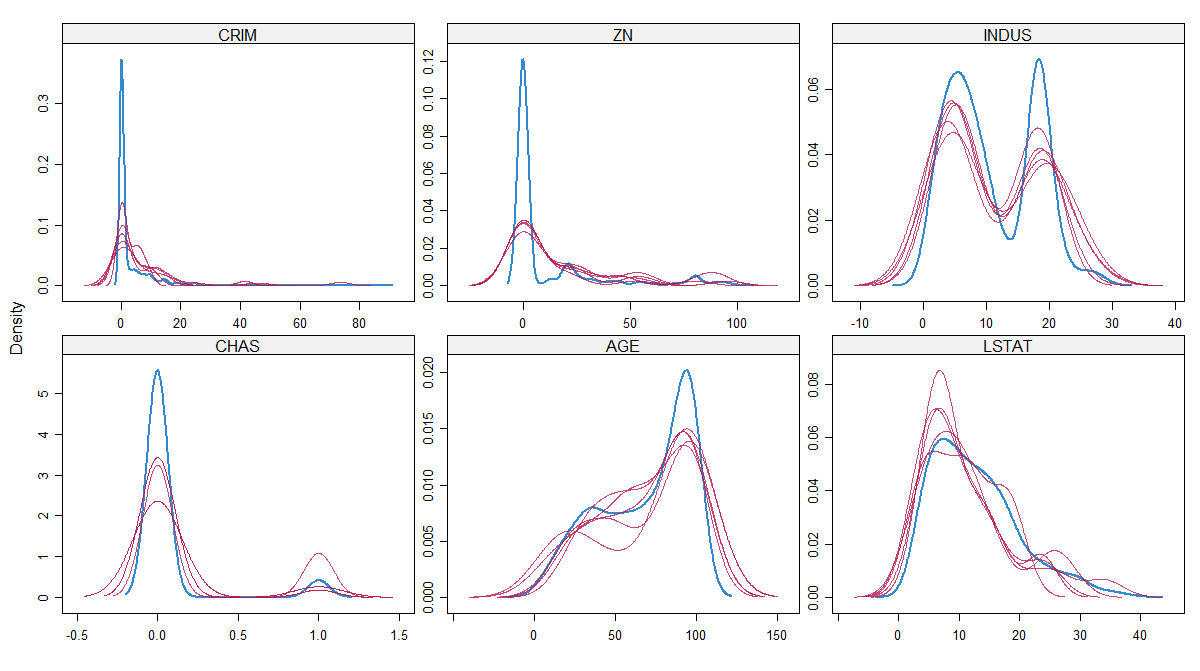 CRIM
0.0
0.1
0.2
0.3
0 20 40 60 80
ZN
0.00
0.02
0.04
0.06
0.08
0.10
0.12
0 50 100
INDUS
0.00
0.02
0.04
0.06
-10 0 10 20 30 40
Density
CHAS
0
1
2
3
4
5
-0.5 0.0 0.5 1.0 1.5
AGE
0.000
0.005
0.010
0.015
0.020
0 50 100 150
LSTAT
0.00
0.02
0.04
0.06
0.08
0 10 20 30 40